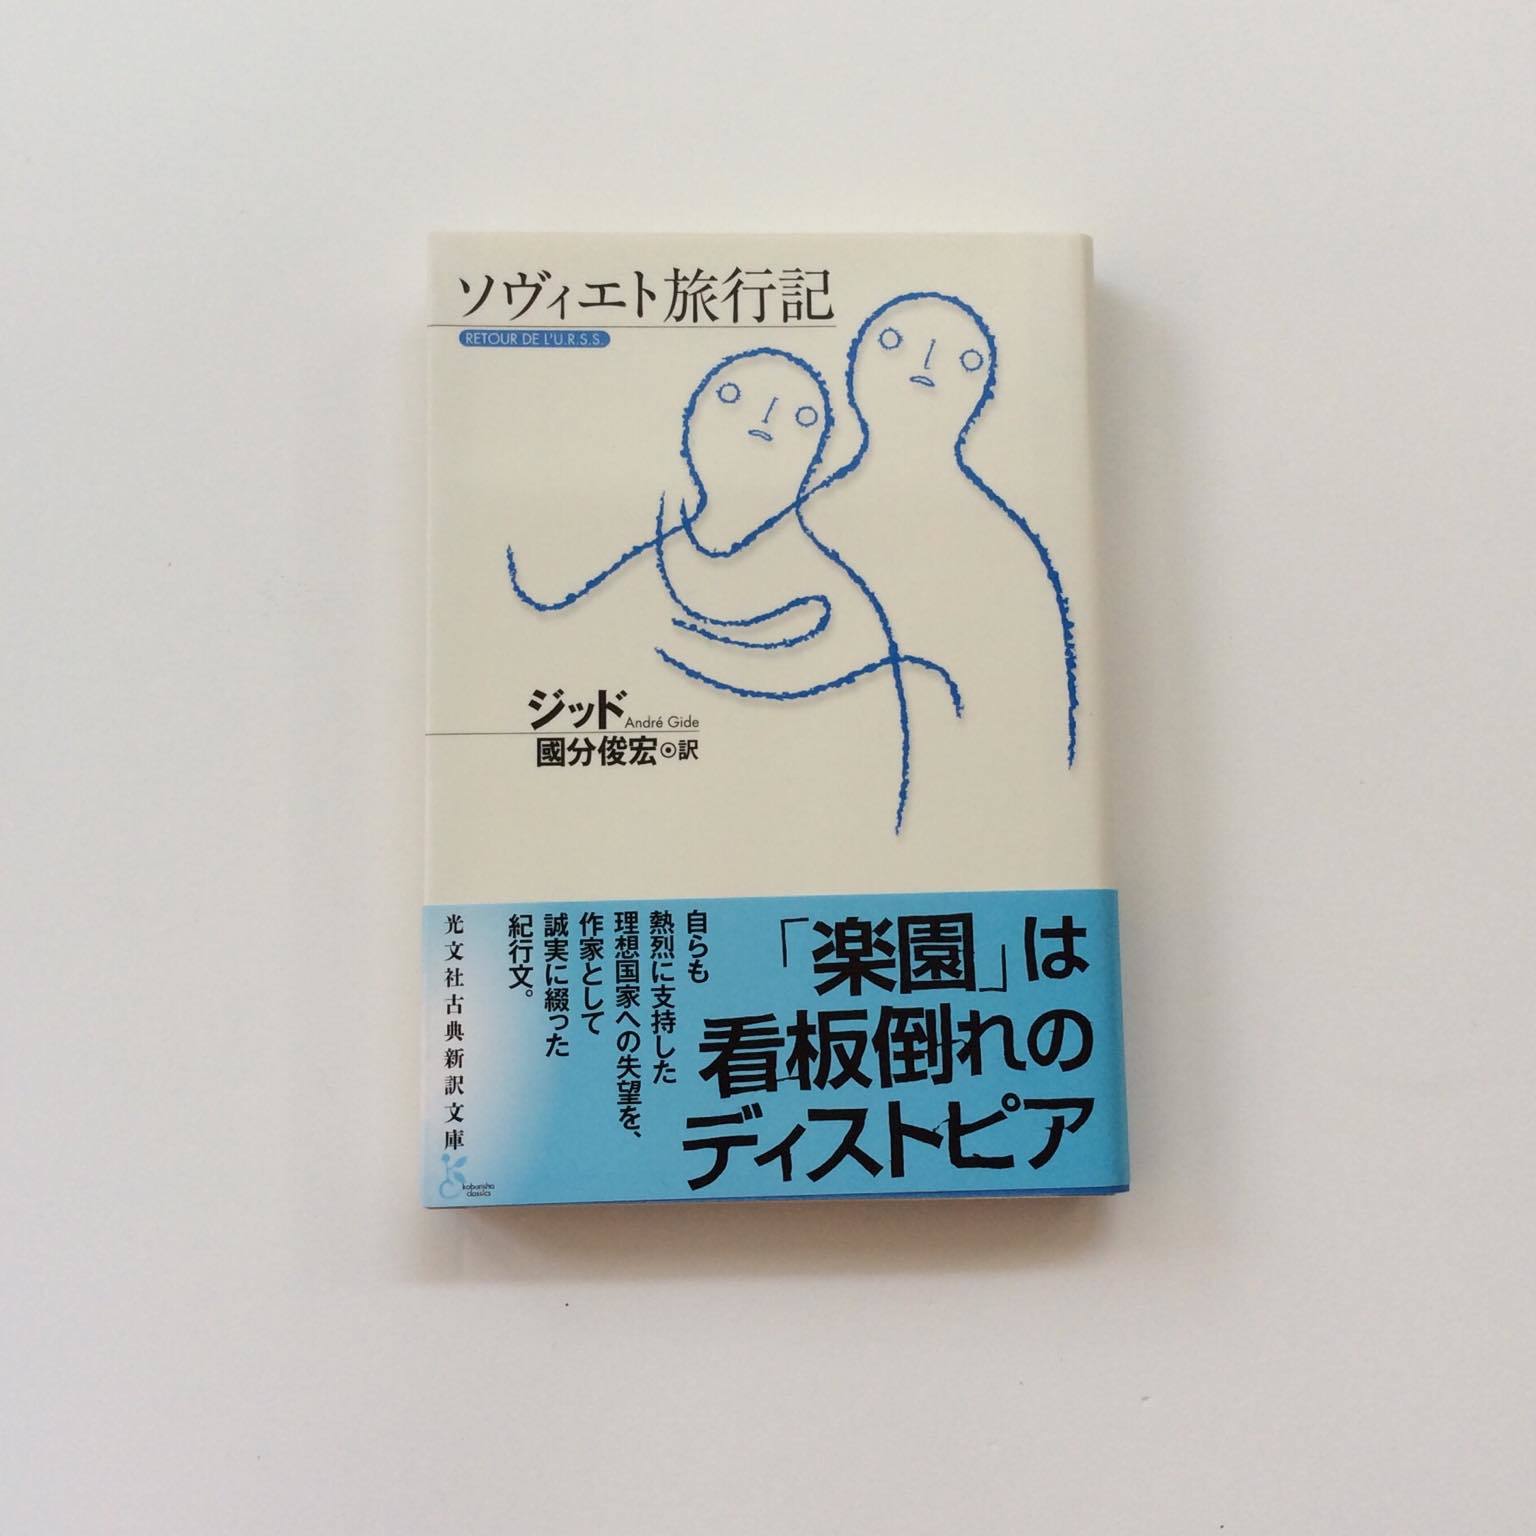 ソヴィエト旅行記
RETOUR DE L'U.R.S.S.
ジッド André Gide
國分俊宏◉訳
「楽園」は
看板倒れの
ディストピア
自らも
熱烈に支持した
理想国家への失望を、
作家として
誠実に綴った
紀行文。
光文社古典新訳文庫
kobunsha
classics